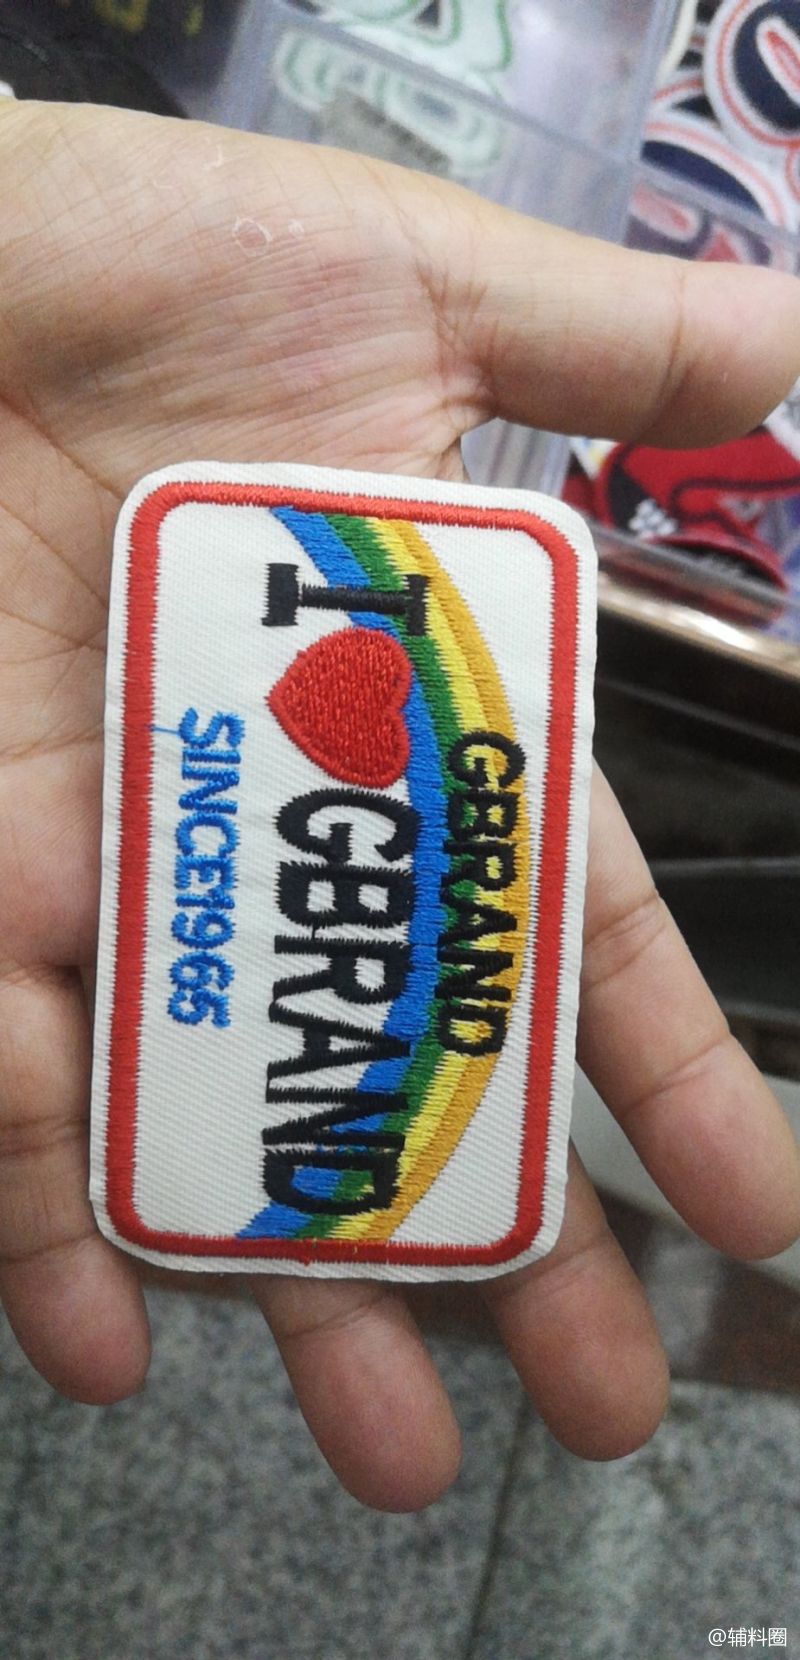 GBRAND
I ❤ GBRAND
SINCE1965
@辅料圈